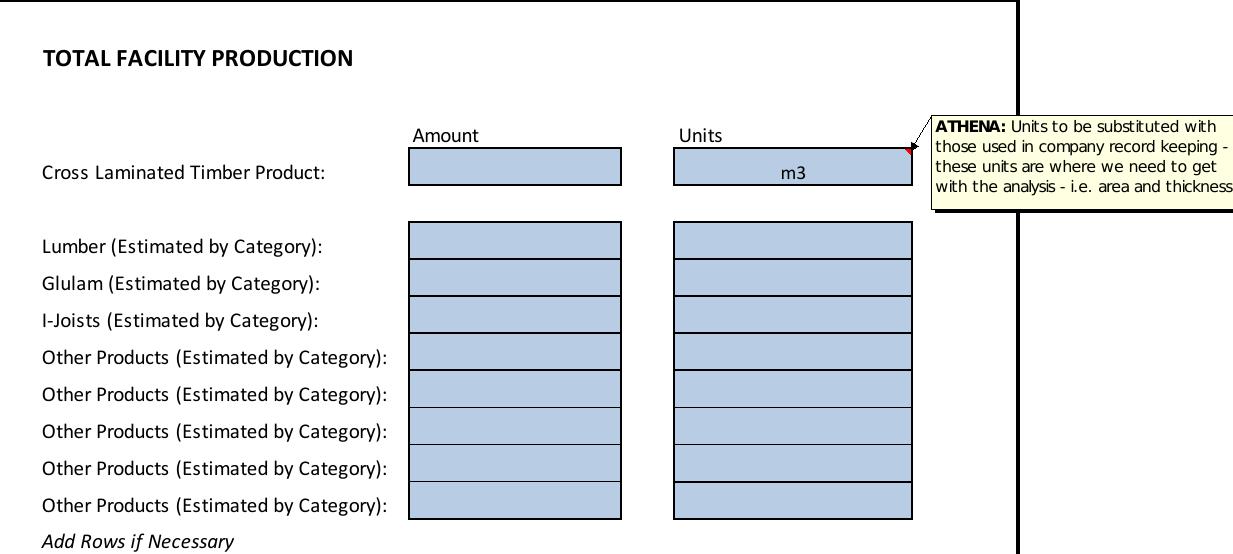 TOTAL FACILITY PRODUCTION
Amount
Units
Cross Laminated Timber Product:
m3
ATHENA: Units to be substituted with
those used in company record keeping -
these units are where we need to get
with the analysis - i.e. area and thickness
Lumber (Estimated by Category):
Glulam (Estimated by Category):
I-Joists (Estimated by Category):
Other Products (Estimated by Category):
Other Products (Estimated by Category):
Other Products (Estimated by Category):
Other Products (Estimated by Category):
Other Products (Estimated by Category):
Add Rows if Necessary